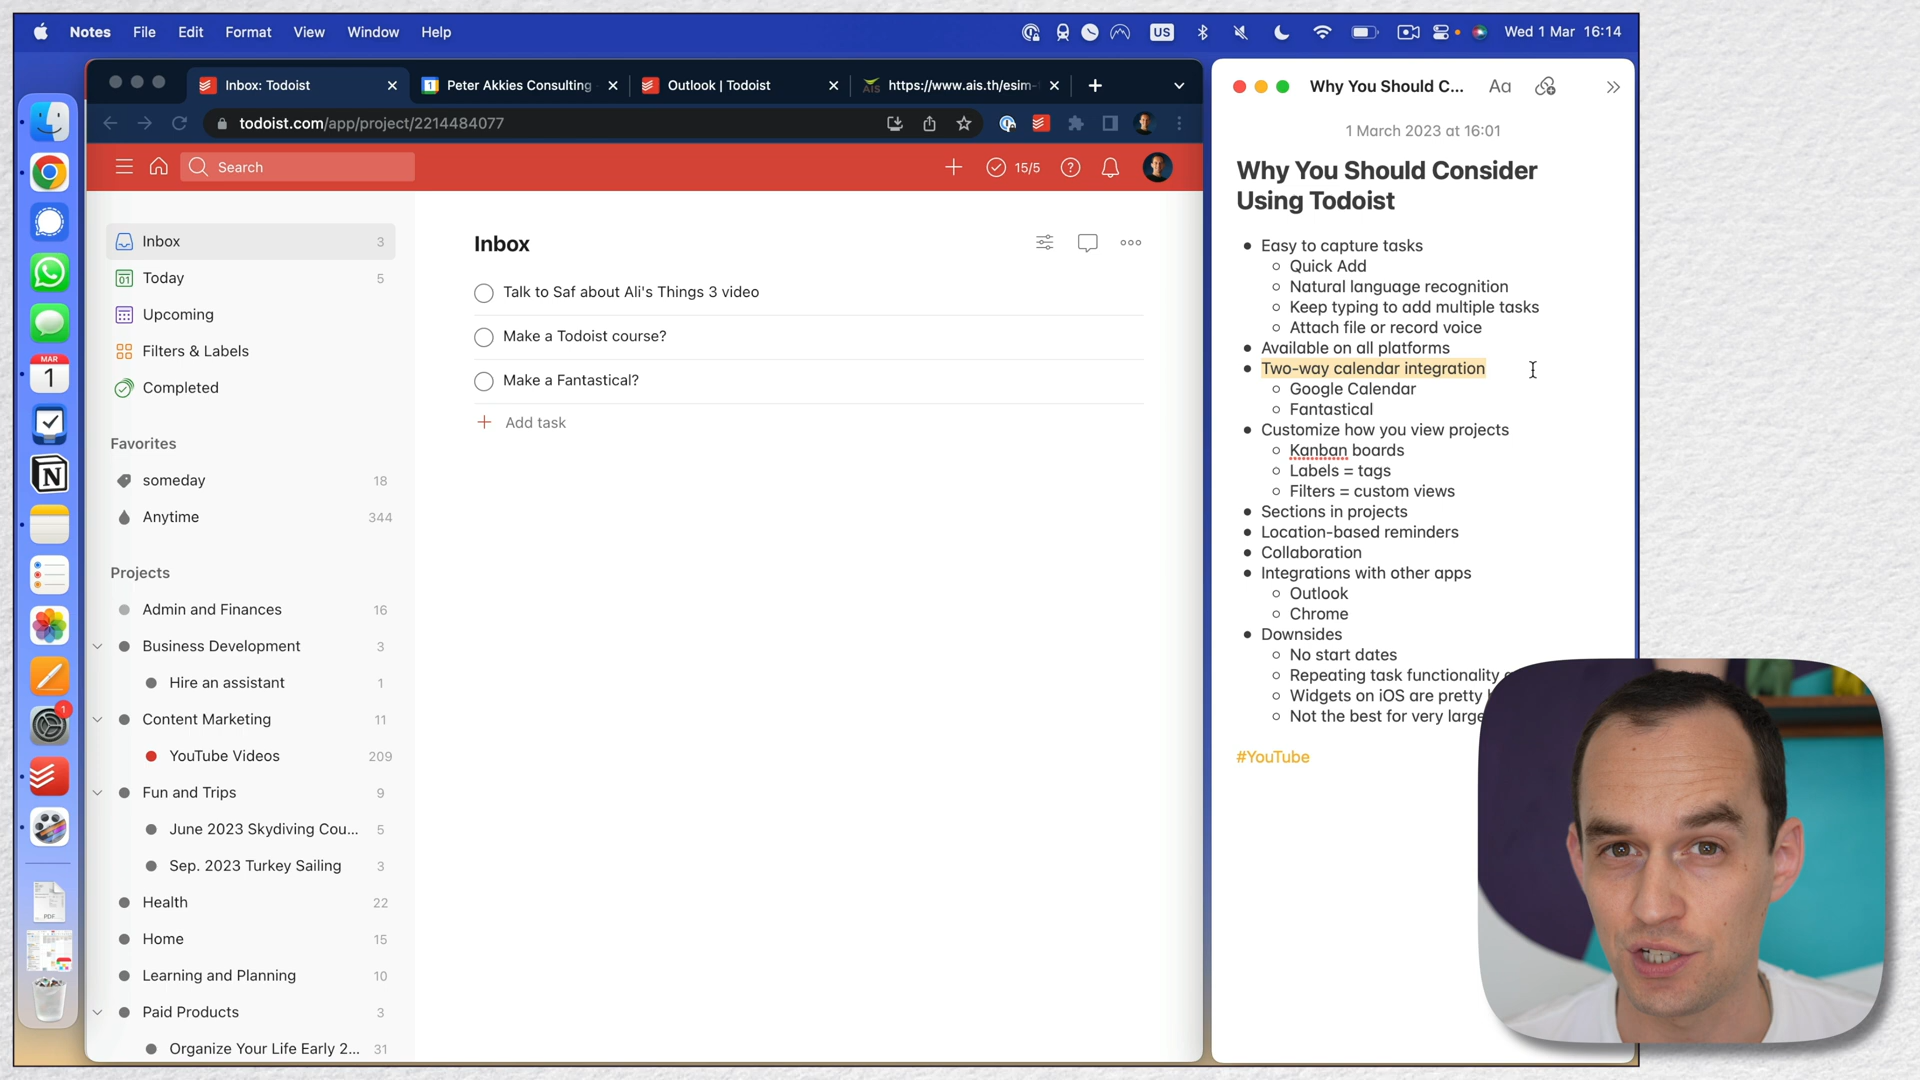 Notes File Edit Format View Window Help
US
Wed 1 Mar 16:14
Inbox: Todoist
Peter Akkies Consulting
Outlook | Todoist
AIS
https://www.ais.th/esim-
todoist.com/app/project/2214484077
Search
15/5
Inbox 3
Today 5
Upcoming
Filters & Labels
Completed
Favorites
someday 18
Anytime 344
Projects
Admin and Finances 16
Business Development 3
Hire an assistant 1
Content Marketing 11
YouTube Videos 209
Fun and Trips 9
June 2023 Skydiving Cou... 5
Sep. 2023 Turkey Sailing 3
Health 22
Home 15
Learning and Planning 10
Paid Products 3
Organize Your Life Early 2... 31
Inbox
Talk to Saf about Ali's Things 3 video
Make a Todoist course?
Make a Fantastical?
Add task
MAR
1
1
PDF
Why You Should C...
Aa
1 March 2023 at 16:01
Why You Should Consider
Using Todoist
Easy to capture tasks
Quick Add
Natural language recognition
Keep typing to add multiple tasks
Attach file or record voice
Available on all platforms
Two-way calendar integration
Google Calendar
Fantastical
Customize how you view projects
Kanban boards
Labels = tags
Filters = custom views
Sections in projects
Location-based reminders
Collaboration
Integrations with other apps
Outlook
Chrome
Downsides
No start dates
Repeating task functionality
Widgets on iOS are pretty
Not the best for very large
#YouTube